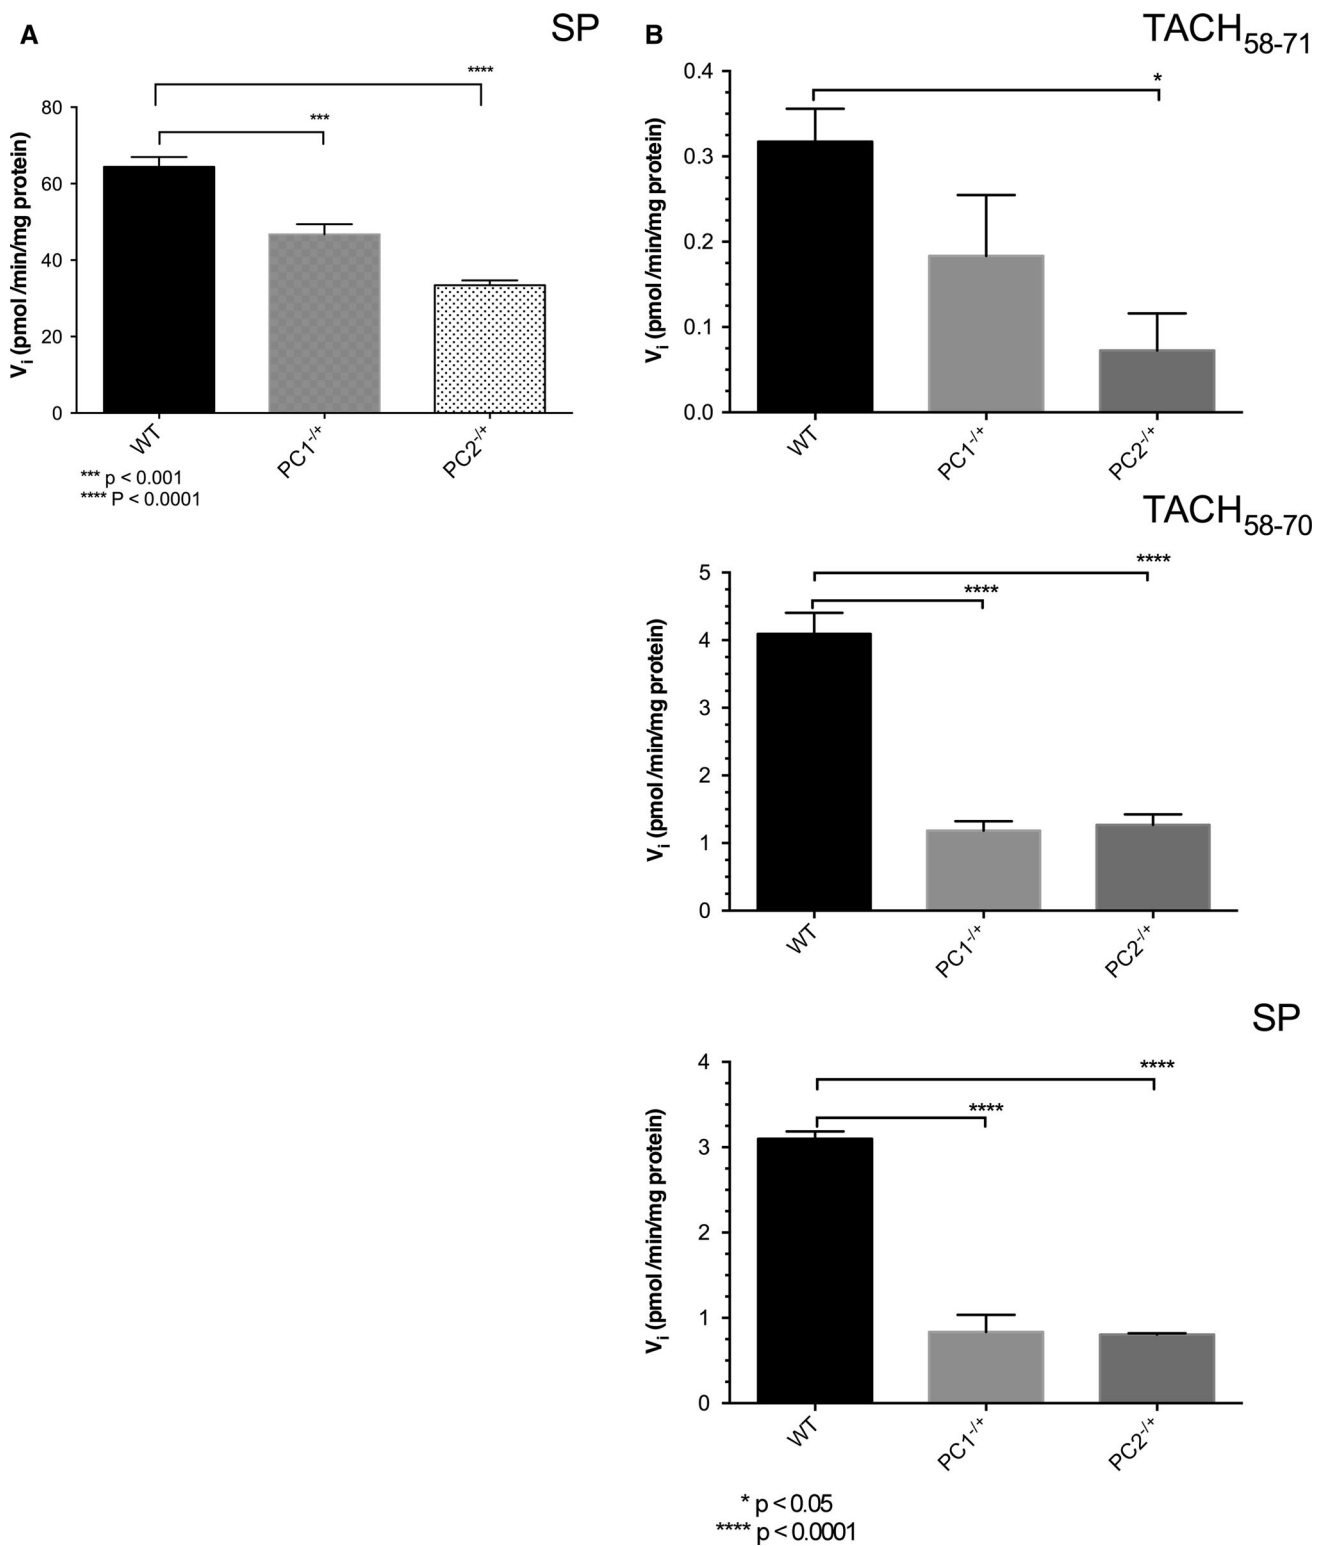 A
SP
****
***
80
60
40
20
0
Vi (pmol/min/mg protein)
WT
PC1-/+
PC2-/+
*** p < 0.001
**** P < 0.0001
B
TACH58-71
*
0.4
0.3
0.2
0.1
0.0
Vi (pmol/min/mg protein)
WT
PC1-/+
PC2-/+
TACH58-70
****
****
5
4
3
2
1
0
Vi (pmol/min/mg protein)
WT
PC1-/+
PC2-/+
SP
****
****
4
3
2
1
0
Vi (pmol/min/mg protein)
WT
PC1-/+
PC2-/+
* p < 0.05
**** p < 0.0001